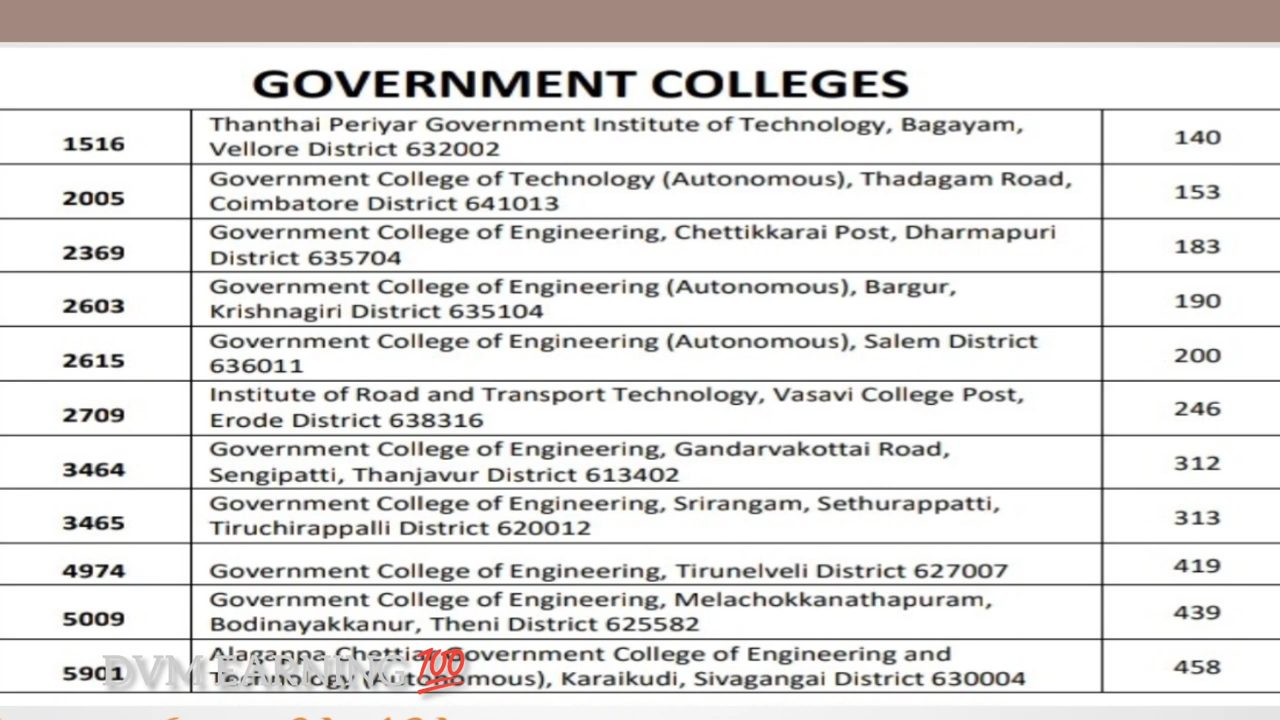 GOVERNMENT COLLEGES
1516
Thanthai Periyar Government Institute of Technology, Bagayam,
Vellore District 632002
140
2005
Government College of Technology (Autonomous), Thadagam Road,
Coimbatore District 641013
153
2369
Government College of Engineering, Chettikkarai Post, Dharmapuri
District 635704
183
2603
Government College of Engineering (Autonomous), Bargur,
Krishnagiri District 635104
190
2615
Government College of Engineering (Autonomous), Salem District
636011
200
2709
Institute of Road and Transport Technology, Vasavi College Post,
Erode District 638316
246
3464
Government College of Engineering, Gandarvakottai Road,
Sengipatti, Thanjavur District 613402
312
3465
Government College of Engineering, Srirangam, Sethurappatti,
Tiruchirappalli District 620012
313
4974
Government College of Engineering, Tirunelveli District 627007
419
5009
Government College of Engineering, Melachokkanathapuram,
Bodinayakkanur, Theni District 625582
439
5901
Alagappa Chettiar Government College of Engineering and
Technology (Autonomous), Karaikudi, Sivagangai District 630004
458
DVM EARNING 💯